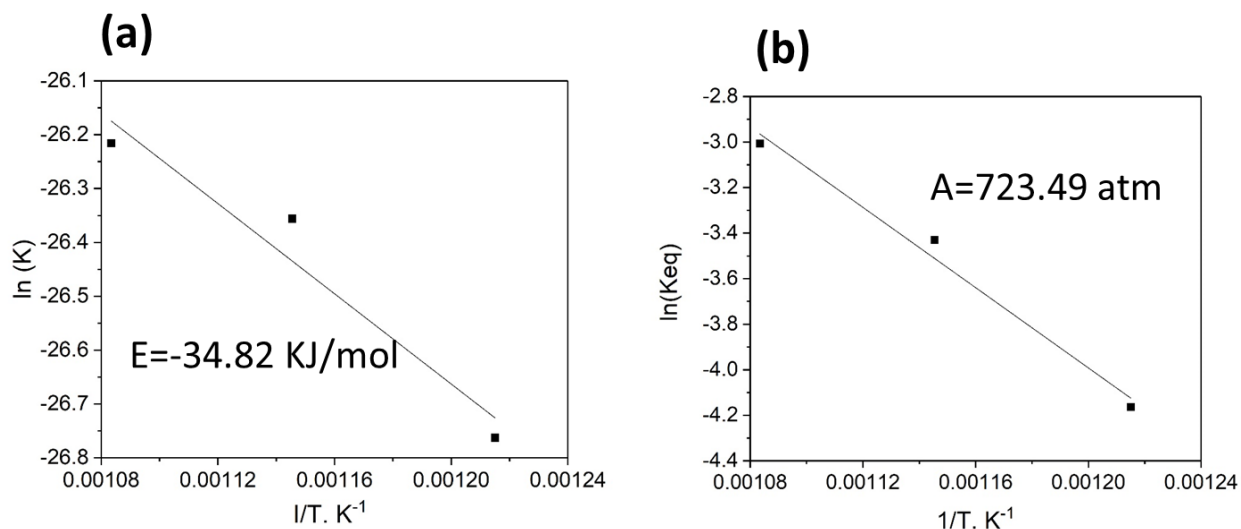 (a)
-26.1
-26.2
-26.3
-26.4
-26.5
-26.6
-26.7
-26.8
ln (K)
E=-34.82 KJ/mol
0.00108 0.00112 0.00116 0.00120 0.00124
I/T. K-1
(b)
-2.8
-3.0
-3.2
-3.4
-3.6
-3.8
-4.0
-4.2
-4.4
ln(Keq)
A=723.49 atm
0.00108 0.00112 0.00116 0.00120 0.00124
1/T. K-1